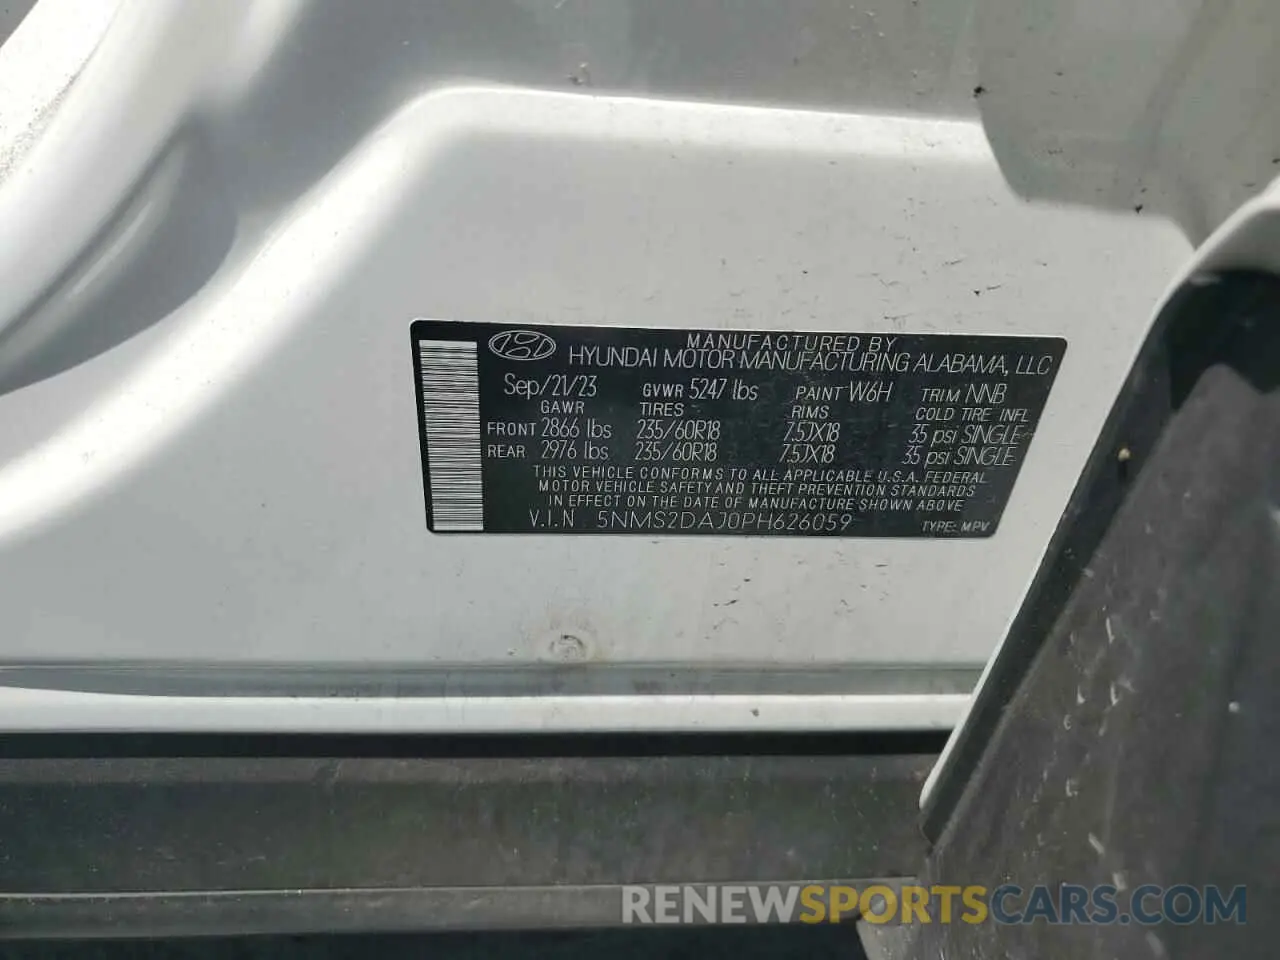 MANUFACTURED BY
HYUNDAI MOTOR MANUFACTURING ALABAMA, LLC
Sep/21/23 GVWR 5247 lbs PAINT W6H TRIM NNB
GAWR TIRES RIMS COLD TIRE INFL
FRONT 2866 lbs 235/60R18 7.5JX18 35 psi SINGLE
REAR 2976 lbs 235/60R18 7.5JX18 35 psi SINGLE
THIS VEHICLE CONFORMS TO ALL APPLICABLE U.S.A. FEDERAL
MOTOR VEHICLE SAFETY AND THEFT PREVENTION STANDARDS
IN EFFECT ON THE DATE OF MANUFACTURE SHOWN ABOVE
V.I.N 5NMS2DAJ0PH626059 TYPE: MPV
RENEWSPORTSCARS.COM